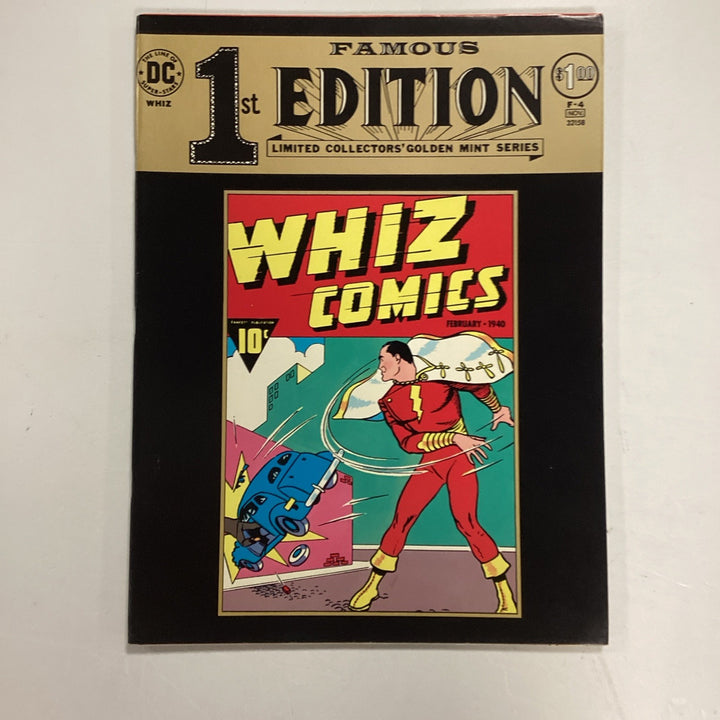 THE LINE OF
DC
SUPER-STARS
WHIZ
FAMOUS
1st EDITION
LIMITED COLLECTORS' GOLDEN MINT SERIES
$1.00
F-4
NOV.
32158
WHIZ
COMICS
FEBRUARY - 1940
FAWCETT PUBLICATION
10¢